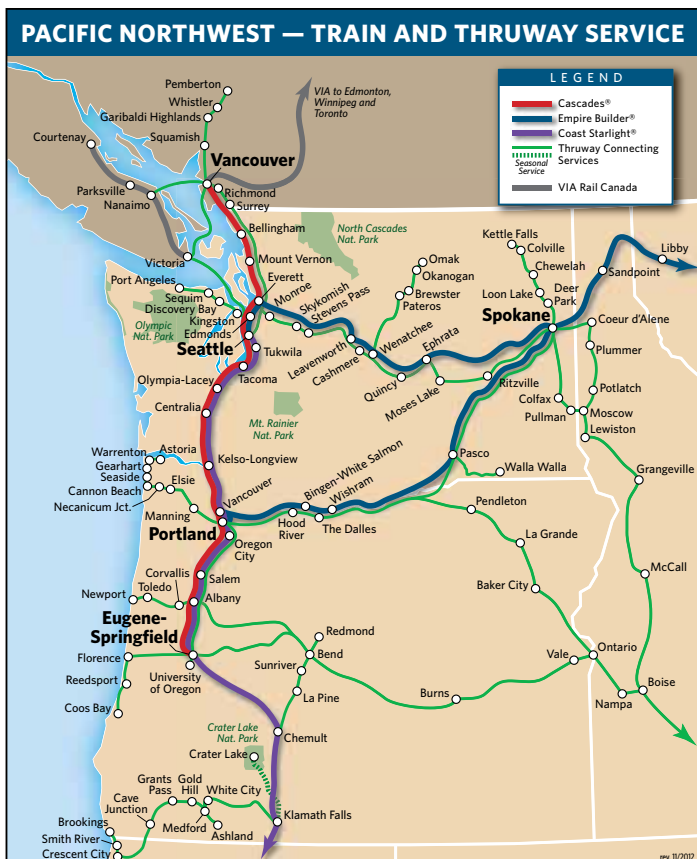 PACIFIC NORTHWEST — TRAIN AND THRUWAY SERVICE
LEGEND
Cascades®
Empire Builder®
Coast Starlight®
Thruway Connecting
Services
Seasonal
Service
VIA Rail Canada
VIA to Edmonton,
Winnipeg and
Toronto
Pemberton
Whistler
Garibaldi Highlands
Courtenay
Squamish
Vancouver
Parksville
Nanaimo
Richmond
Surrey
Bellingham
North Cascades
Nat. Park
Victoria
Mount Vernon
Port Angeles
Everett
Sequim
Discovery Bay
Monroe
Skykomish
Stevens Pass
Olympic
Nat. Park
Kingston
Edmonds
Seattle
Tukwila
Tacoma
Olympia-Lacey
Centralia
Mt. Rainier
Nat. Park
Omak
Okanogan
Brewster
Pateros
Leavenworth
Cashmere
Wenatchee
Ephrata
Quincy
Moses Lake
Kettle Falls
Colville
Chewelah
Loon Lake
Deer
Park
Spokane
Libby
Sandpoint
Coeur d'Alene
Plummer
Ritzville
Colfax
Pullman
Potlatch
Moscow
Lewiston
Grangeville
Pasco
Walla Walla
Warrenton
Astoria
Gearhart
Seaside
Elsie
Cannon Beach
Necanicum Jct.
Kelso-Longview
Manning
Vancouver
Bingen-White Salmon
Wishram
Hood
River
The Dalles
Portland
Oregon
City
Pendleton
La Grande
Baker City
McCall
Corvallis
Salem
Newport
Toledo
Albany
Eugene-
Springfield
Redmond
Bend
Florence
University
of Oregon
Sunriver
Reedsport
La Pine
Coos Bay
Burns
Vale
Ontario
Nampa
Boise
Crater Lake
Nat. Park
Crater Lake
Chemult
Grants
Pass
Gold
Hill
White City
Cave
Junction
Medford
Ashland
Klamath Falls
Brookings
Smith River
Crescent City
rev. 11/2012